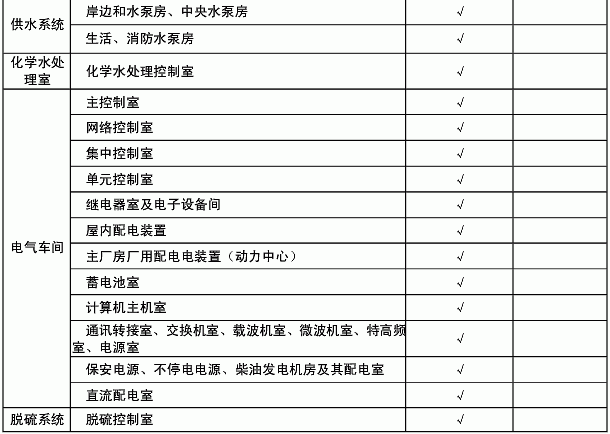 供水系统
岸边和水泵房、中央水泵房
√
生活、消防水泵房
√
化学水处
理室
化学水处理控制室
√
电气车间
主控制室
√
网络控制室
√
集中控制室
√
单元控制室
√
继电器室及电子设备间
√
屋内配电装置
√
主厂房厂用配电电装置（动力中心）
√
蓄电池室
√
计算机主机室
√
通讯转接室、交换机室、载波机室、微波机室、特高频
室、电源室
√
保安电源、不停电电源、柴油发电机房及其配电室
√
直流配电室
√
脱硫系统
脱硫控制室
√